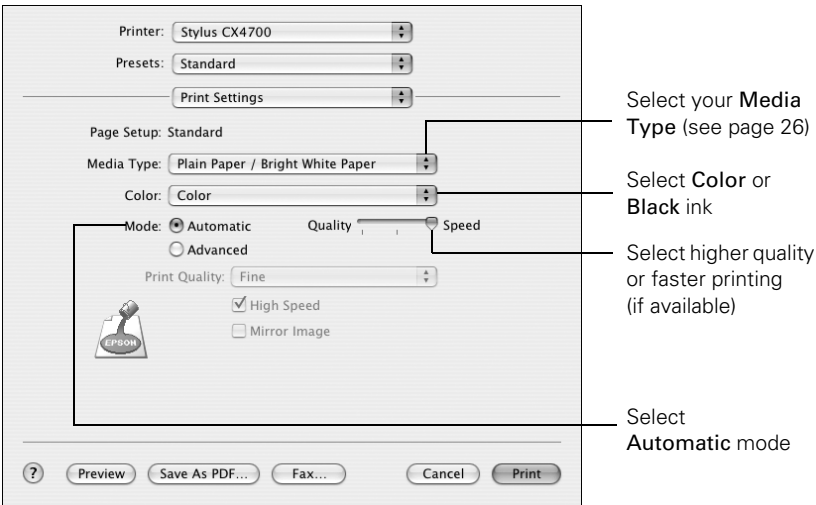 Printer: Stylus CX4700
Presets: Standard
Print Settings
Page Setup: Standard
Media Type: Plain Paper / Bright White Paper
Color: Color
Mode: Automatic Quality Speed
Advanced
Print Quality: Fine
High Speed
Mirror Image
EPSON
? Preview Save As PDF... Fax... Cancel Print
Select your Media
Type (see page 26)
Select Color or
Black ink
Select higher quality
or faster printing
(if available)
Select
Automatic mode